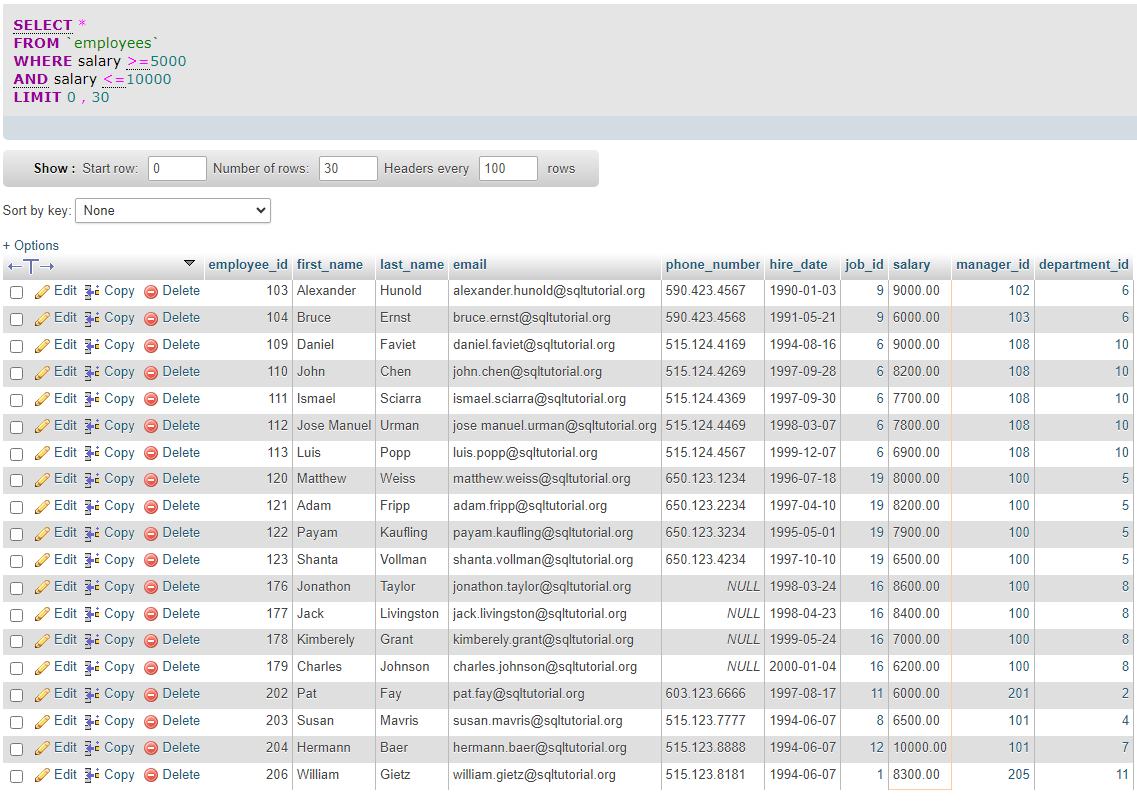 SELECT *
FROM `employees`
WHERE salary >=5000
AND salary <=10000
LIMIT 0 , 30
Show : Start row: 0 Number of rows: 30 Headers every 100 rows
Sort by key: None
+ Options
←T→ employee_id first_name last_name email phone_number hire_date job_id salary manager_id department_id
Edit Copy Delete 103 Alexander Hunold alexander.hunold@sqltutorial.org 590.423.4567 1990-01-03 9 9000.00 102 6
Edit Copy Delete 104 Bruce Ernst bruce.ernst@sqltutorial.org 590.423.4568 1991-05-21 9 6000.00 103 6
Edit Copy Delete 109 Daniel Faviet daniel.faviet@sqltutorial.org 515.124.4169 1994-08-16 6 9000.00 108 10
Edit Copy Delete 110 John Chen john.chen@sqltutorial.org 515.124.4269 1997-09-28 6 8200.00 108 10
Edit Copy Delete 111 Ismael Sciarra ismael.sciarra@sqltutorial.org 515.124.4369 1997-09-30 6 7700.00 108 10
Edit Copy Delete 112 Jose Manuel Urman jose manuel.urman@sqltutorial.org 515.124.4469 1998-03-07 6 7800.00 108 10
Edit Copy Delete 113 Luis Popp luis.popp@sqltutorial.org 515.124.4567 1999-12-07 6 6900.00 108 10
Edit Copy Delete 120 Matthew Weiss matthew.weiss@sqltutorial.org 650.123.1234 1996-07-18 19 8000.00 100 5
Edit Copy Delete 121 Adam Fripp adam.fripp@sqltutorial.org 650.123.2234 1997-04-10 19 8200.00 100 5
Edit Copy Delete 122 Payam Kaufling payam.kaufling@sqltutorial.org 650.123.3234 1995-05-01 19 7900.00 100 5
Edit Copy Delete 123 Shanta Vollman shanta.vollman@sqltutorial.org 650.123.4234 1997-10-10 19 6500.00 100 5
Edit Copy Delete 176 Jonathon Taylor jonathon.taylor@sqltutorial.org NULL 1998-03-24 16 8600.00 100 8
Edit Copy Delete 177 Jack Livingston jack.livingston@sqltutorial.org NULL 1998-04-23 16 8400.00 100 8
Edit Copy Delete 178 Kimberely Grant kimberely.grant@sqltutorial.org NULL 1999-05-24 16 7000.00 100 8
Edit Copy Delete 179 Charles Johnson charles.johnson@sqltutorial.org NULL 2000-01-04 16 6200.00 100 8
Edit Copy Delete 202 Pat Fay pat.fay@sqltutorial.org 603.123.6666 1997-08-17 11 6000.00 201 2
Edit Copy Delete 203 Susan Mavris susan.mavris@sqltutorial.org 515.123.7777 1994-06-07 8 6500.00 101 4
Edit Copy Delete 204 Hermann Baer hermann.baer@sqltutorial.org 515.123.8888 1994-06-07 12 10000.00 101 7
Edit Copy Delete 206 William Gietz william.gietz@sqltutorial.org 515.123.8181 1994-06-07 1 8300.00 205 11